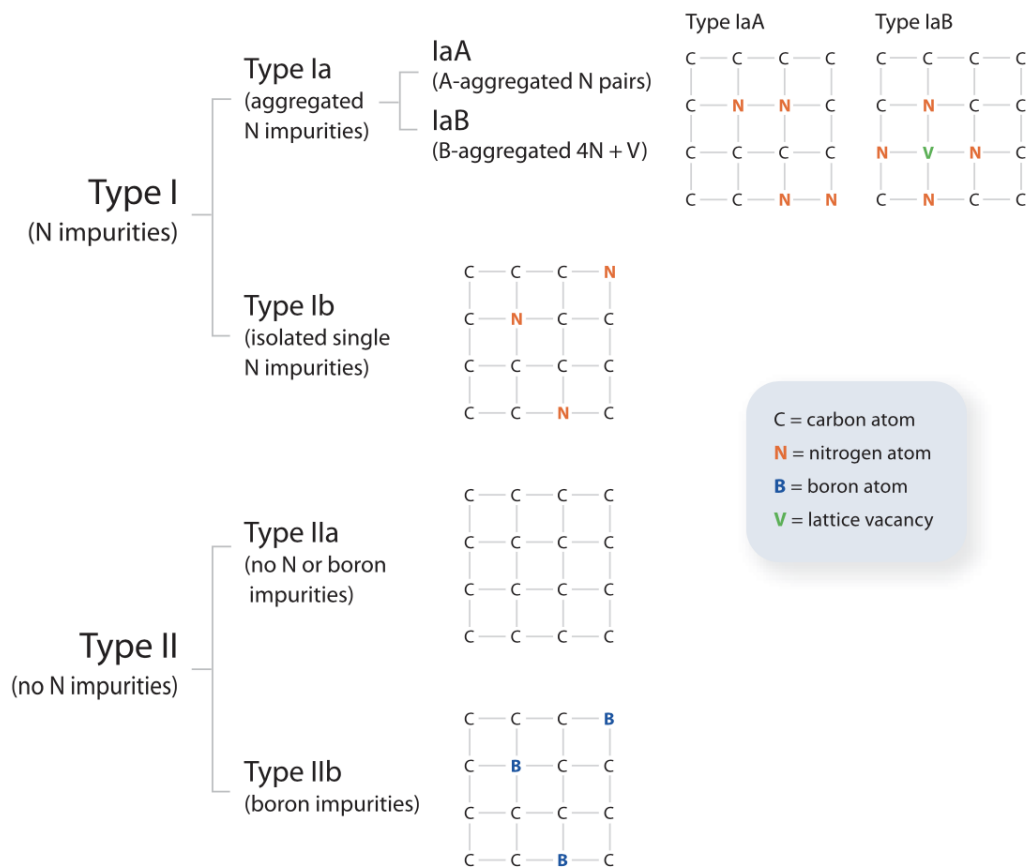 Type Ia
(aggregated
N impurities)
IaA
(A-aggregated N pairs)
IaB
(B-aggregated 4N + V)
Type IaA
C C C C
C N N C
C C C C
C C N N
Type IaB
C C C C
C N C C
N V N C
C N C C
Type I
(N impurities)
Type Ib
(isolated single
N impurities)
C C C N
C N C C
C C C C
C C N C
C = carbon atom
N = nitrogen atom
B = boron atom
V = lattice vacancy
Type II
(no N impurities)
Type IIa
(no N or boron
impurities)
C C C C
C C C C
C C C C
C C C C
Type IIb
(boron impurities)
C C C B
C B C C
C C C C
C C B C